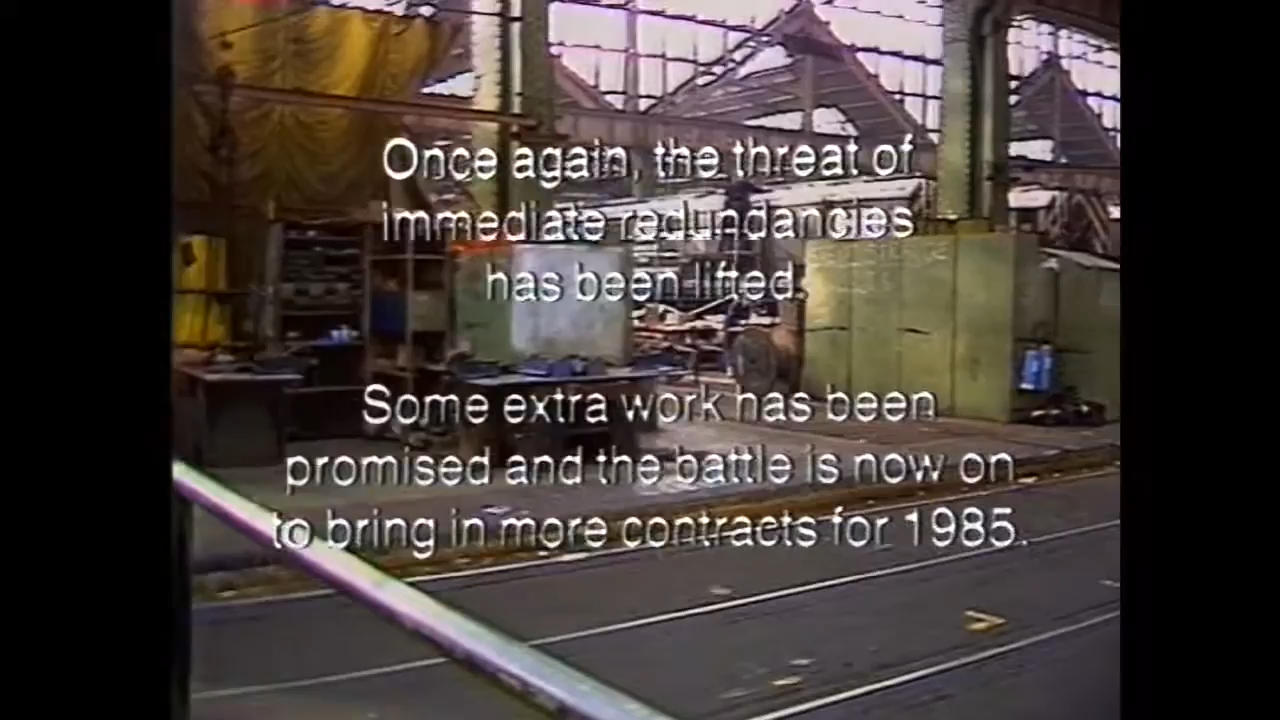 Once again, the threat of
immediate redundancies
has been lifted.
Some extra work has been
promised and the battle is now on
to bring in more contracts for 1985.